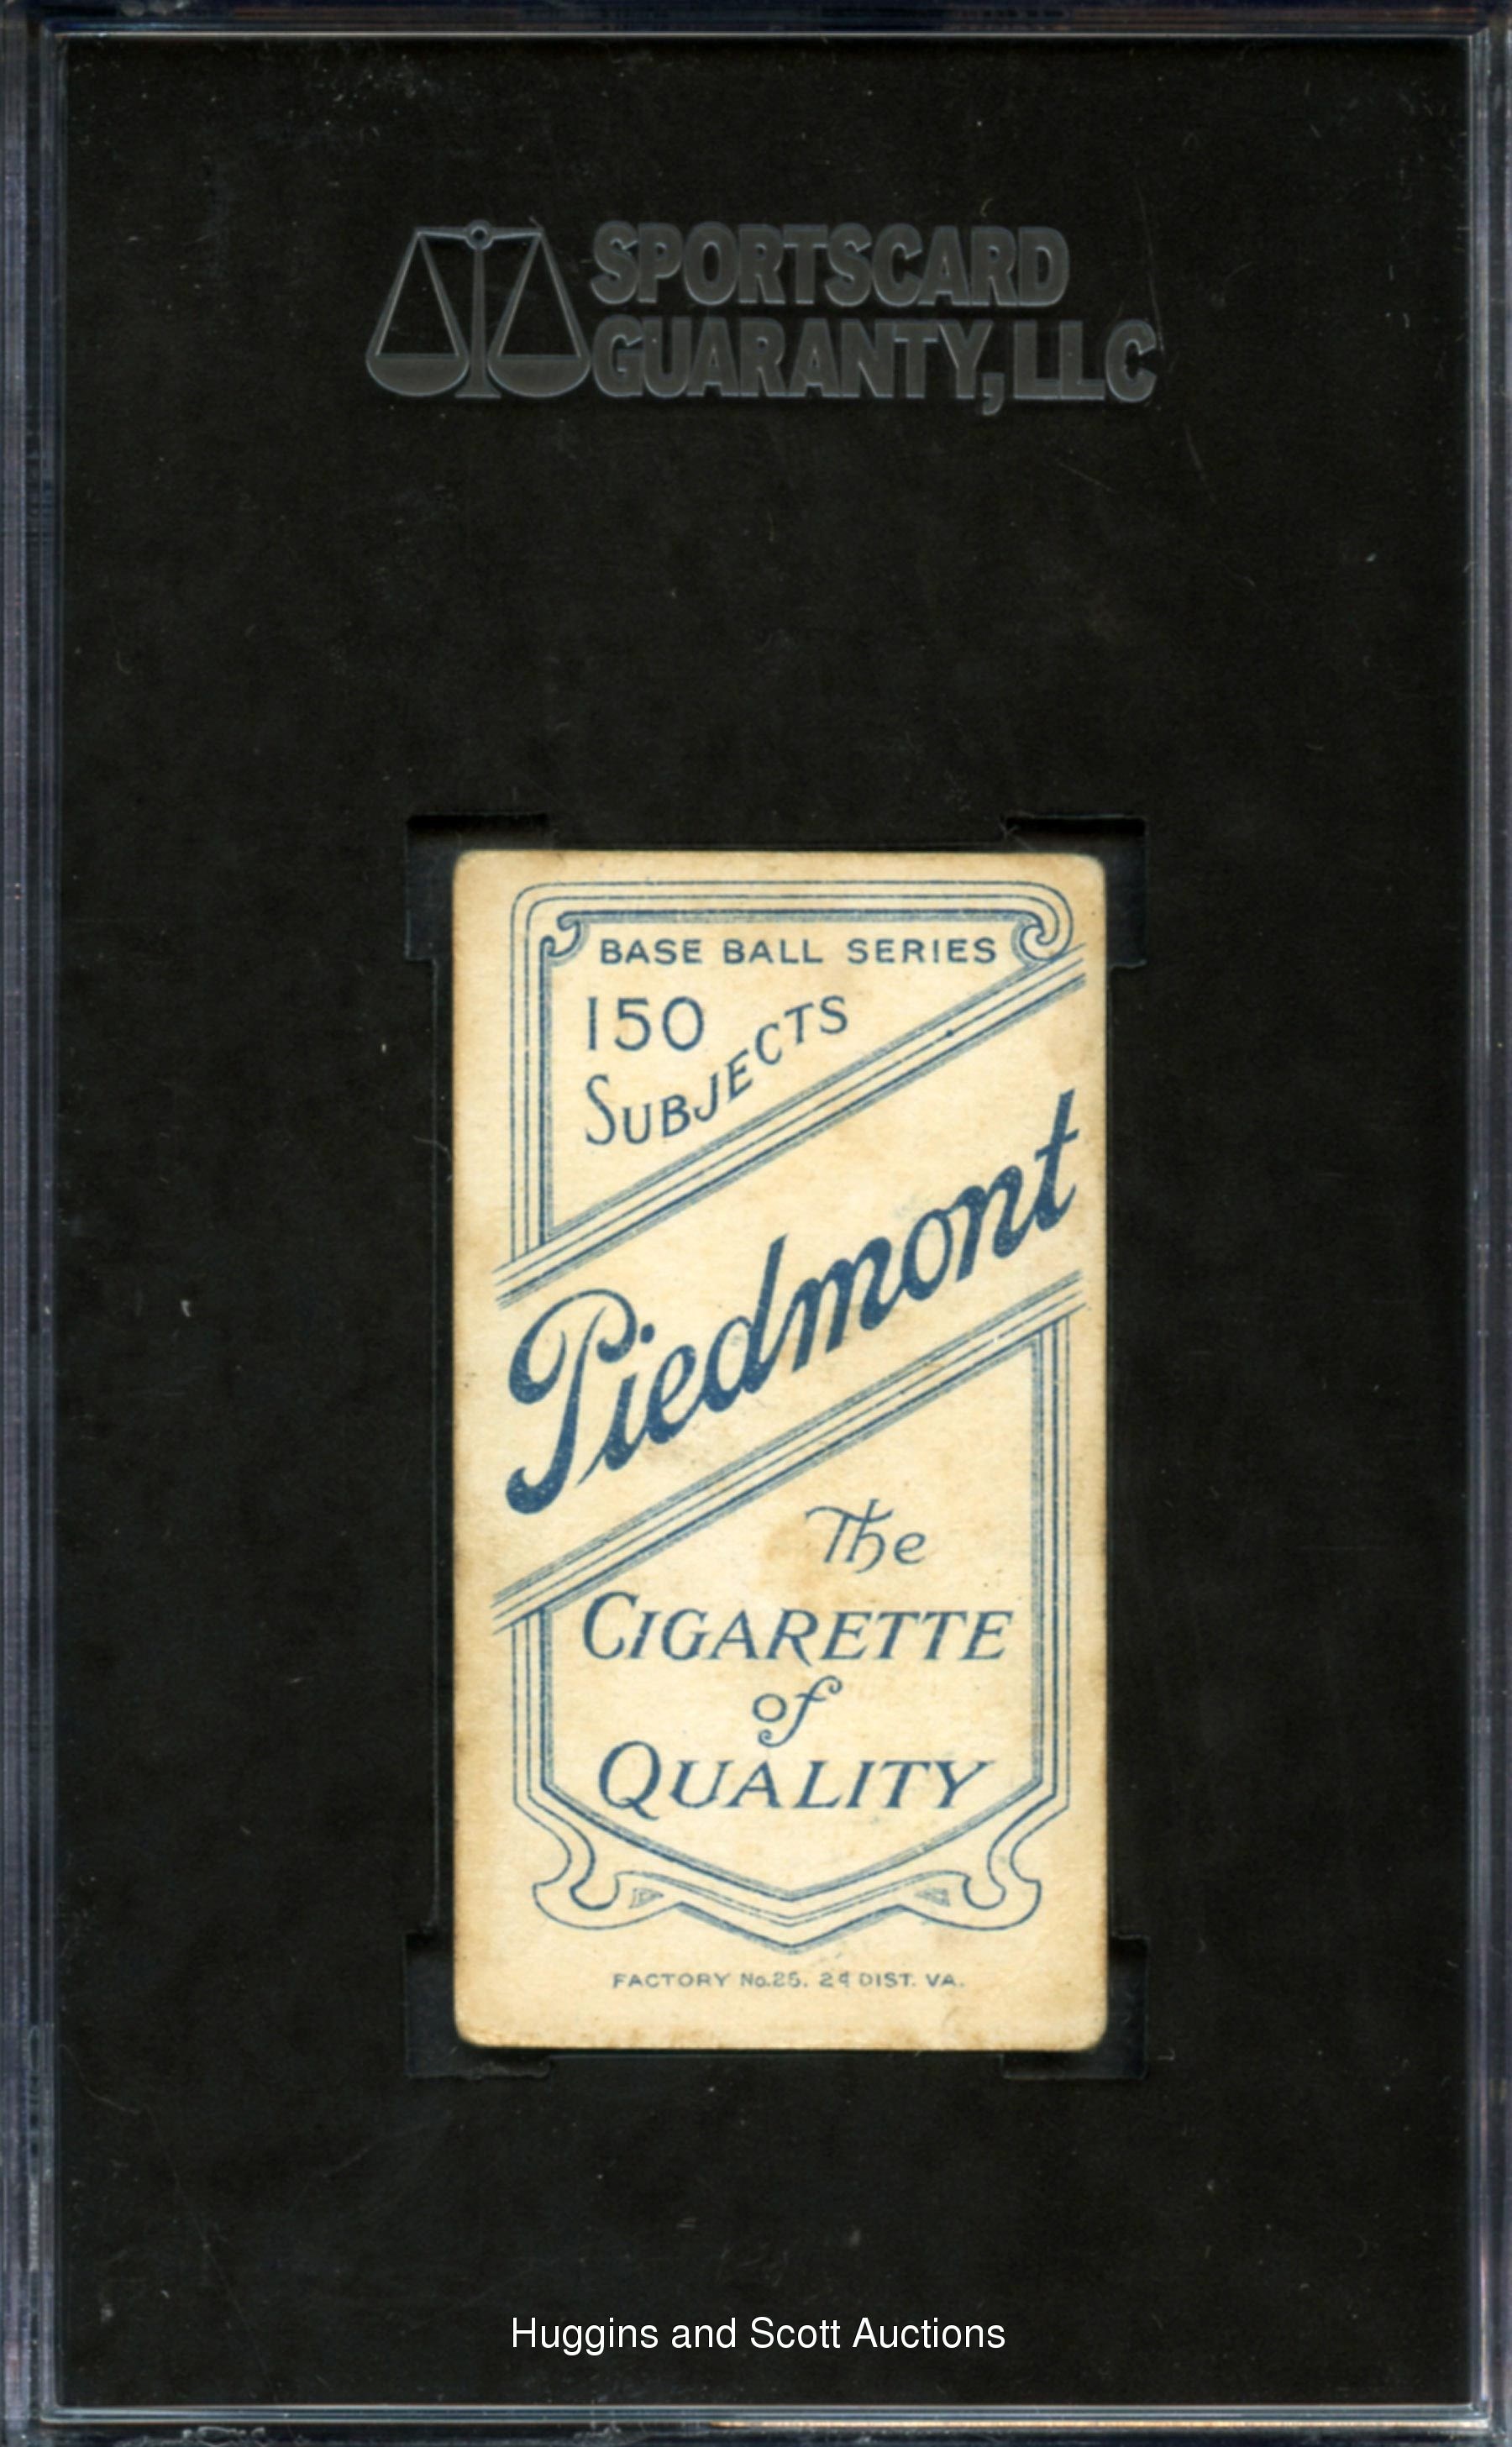 SPORTSCARD
GUARANTY, LLC
BASE BALL SERIES
150
SUBJECTS
Piedmont
The
CIGARETTE
of
QUALITY
FACTORY No. 25. 2d DIST. VA.
Huggins and Scott Auctions